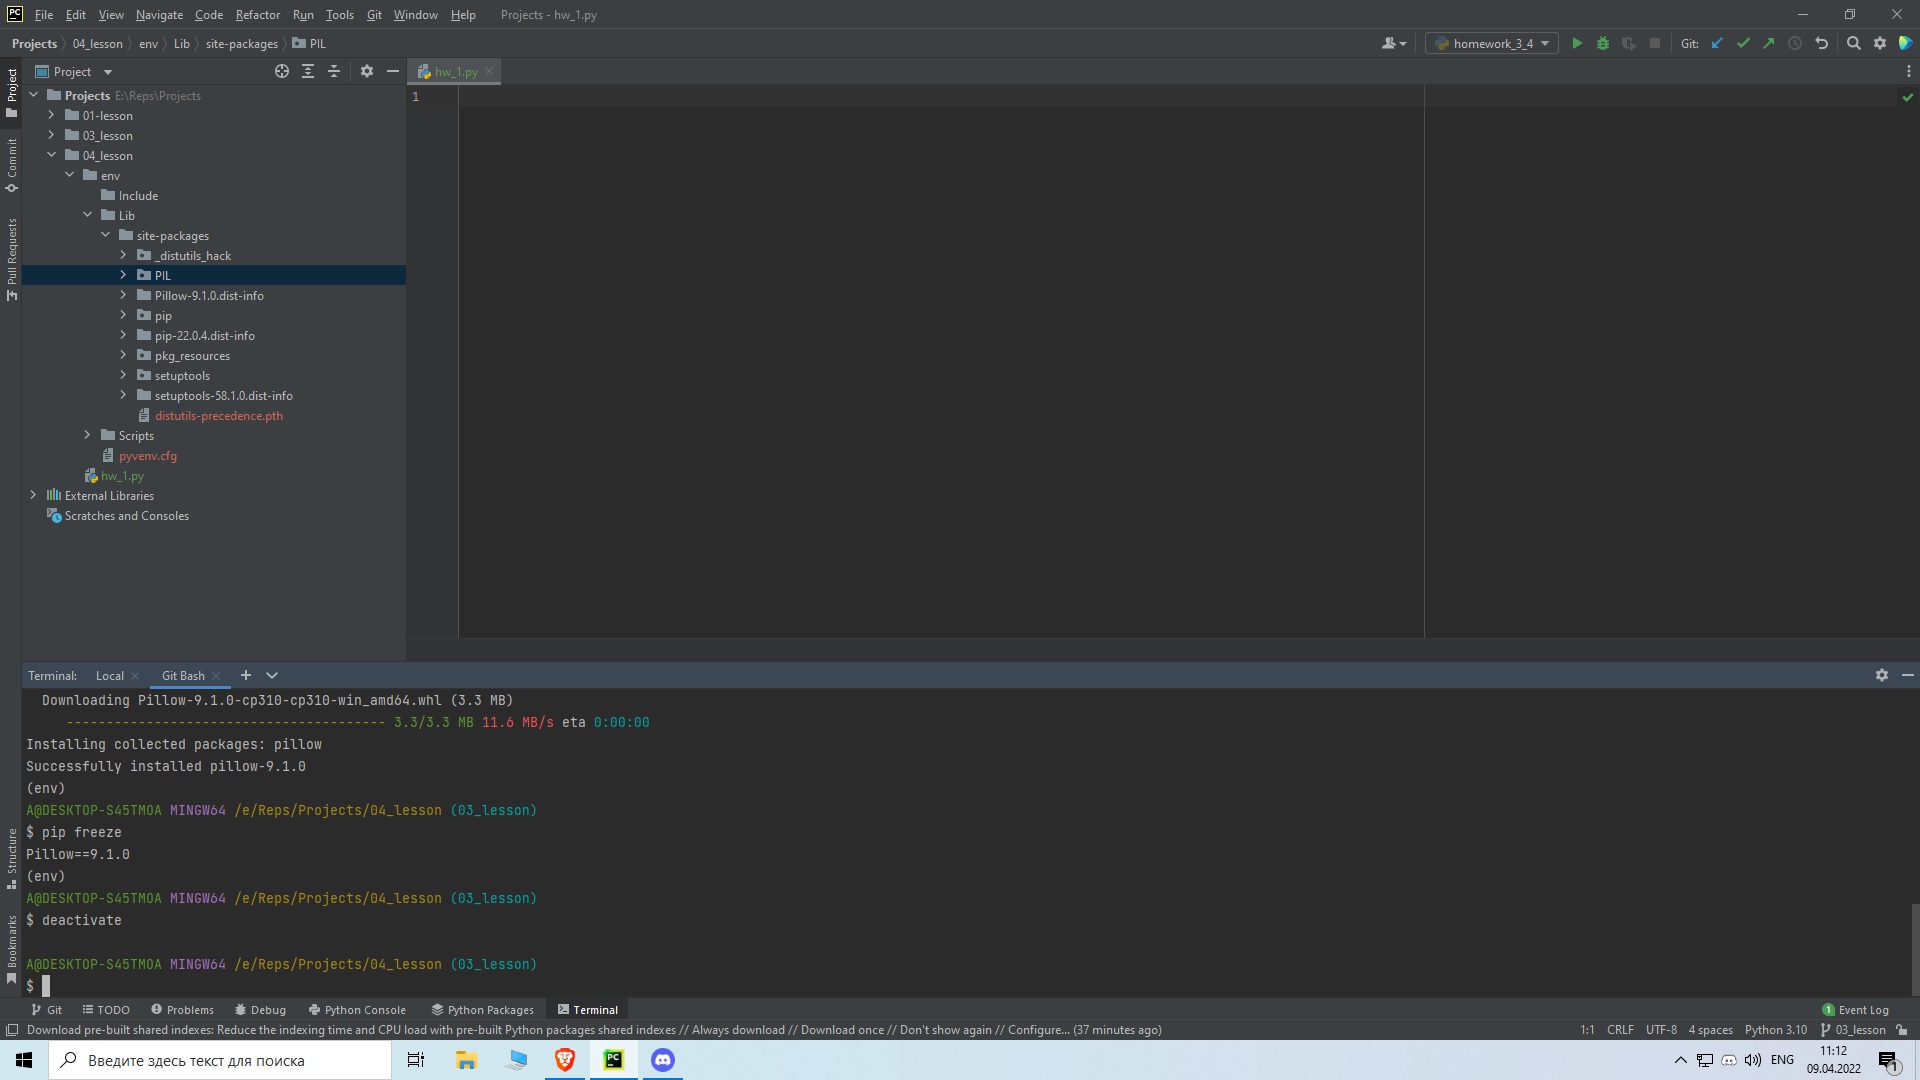 PC File Edit View Navigate Code Refactor Run Tools Git Window Help Projects - hw_1.py
Projects 04_lesson env Lib site-packages PIL homework_3_4 Git:
Project hw_1.py
Projects E:\Reps\Projects
01-lesson
03_lesson
04_lesson
env
Include
Lib
site-packages
_distutils_hack
PIL
Pillow-9.1.0.dist-info
pip
pip-22.0.4.dist-info
pkg_resources
setuptools
setuptools-58.1.0.dist-info
distutils-precedence.pth
Scripts
pyvenv.cfg
hw_1.py
External Libraries
Scratches and Consoles
Project
Commit
Pull Requests
Structure
Bookmarks
1
Terminal: Local Git Bash
Downloading Pillow-9.1.0-cp310-cp310-win_amd64.whl (3.3 MB)
---------------------------------------- 3.3/3.3 MB 11.6 MB/s eta 0:00:00
Installing collected packages: pillow
Successfully installed pillow-9.1.0
(env)
A@DESKTOP-S45TMOA MINGW64 /e/Reps/Projects/04_lesson (03_lesson)
$ pip freeze
Pillow==9.1.0
(env)
A@DESKTOP-S45TMOA MINGW64 /e/Reps/Projects/04_lesson (03_lesson)
$ deactivate
A@DESKTOP-S45TMOA MINGW64 /e/Reps/Projects/04_lesson (03_lesson)
$
Git TODO Problems Debug Python Console Python Packages Terminal 1 Event Log
Download pre-built shared indexes: Reduce the indexing time and CPU load with pre-built Python packages shared indexes // Always download // Download once // Don't show again // Configure... (37 minutes ago) 1:1 CRLF UTF-8 4 spaces Python 3.10 03_lesson
Введите здесь текст для поиска PC ENG 11:12
09.04.2022 1